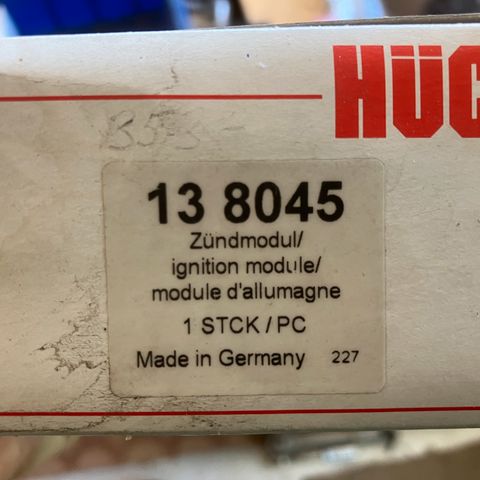 HÜC
13 8045
Zündmodul/
ignition module/
module d'allumagne
1 STCK / PC
Made in Germany 227